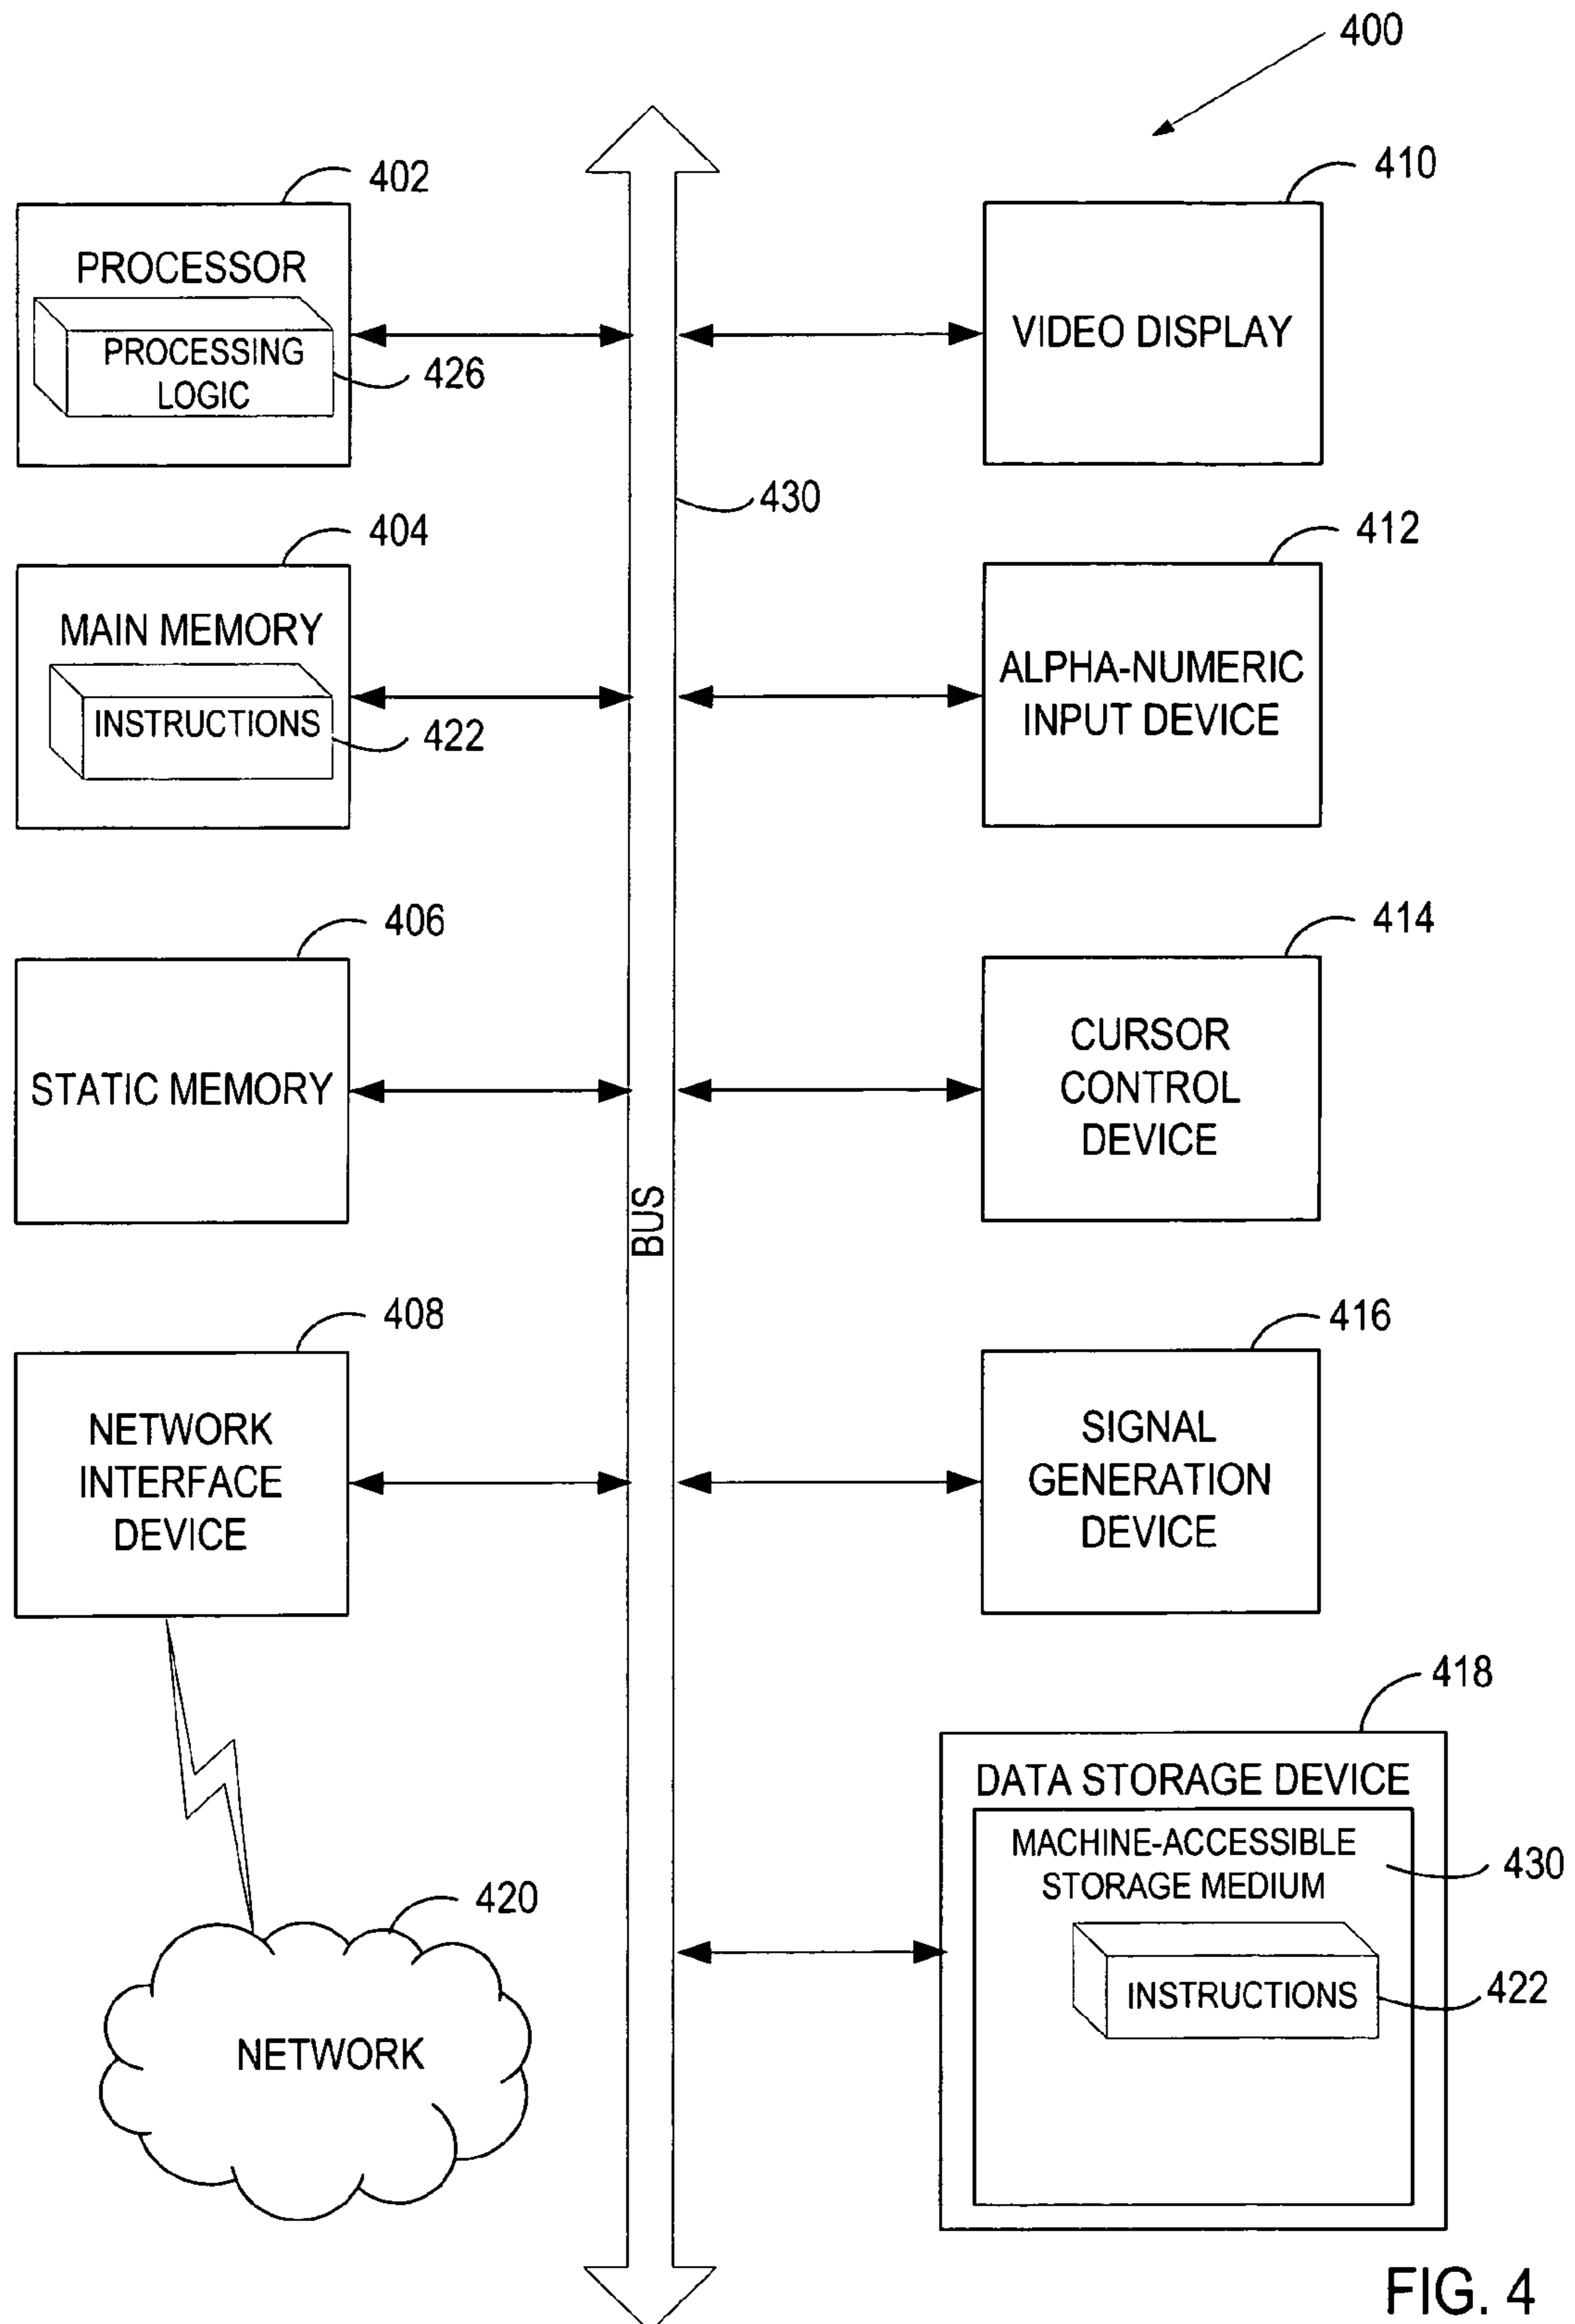 400
402
PROCESSOR
PROCESSING
LOGIC
426
410
VIDEO DISPLAY
430
404
MAIN MEMORY
INSTRUCTIONS
422
412
ALPHA-NUMERIC
INPUT DEVICE
406
STATIC MEMORY
414
CURSOR
CONTROL
DEVICE
BUS
408
NETWORK
INTERFACE
DEVICE
416
SIGNAL
GENERATION
DEVICE
418
DATA STORAGE DEVICE
MACHINE-ACCESSIBLE
STORAGE MEDIUM
430
INSTRUCTIONS
422
420
NETWORK
FIG. 4